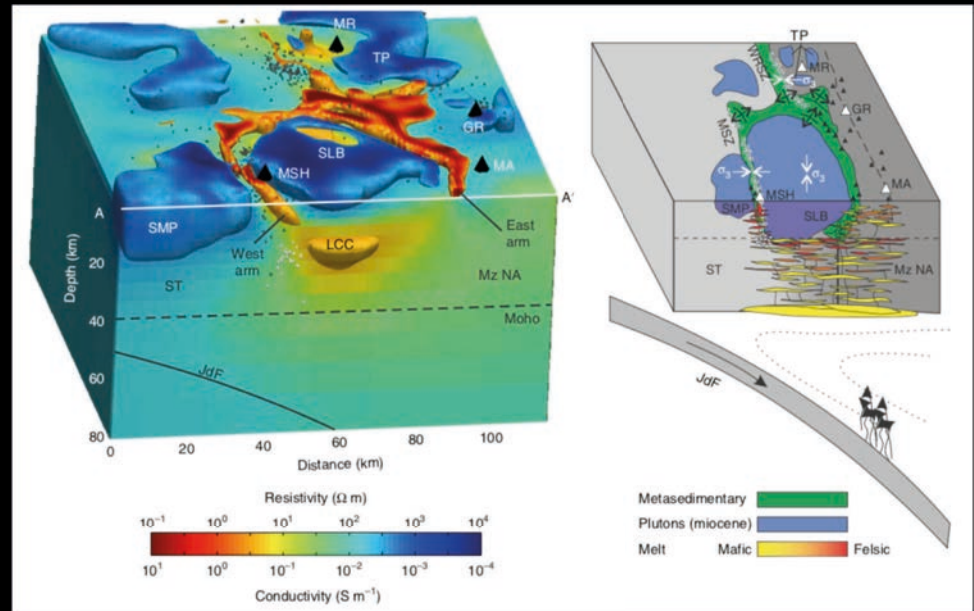 MR
TP
GR
SLB
MSH
MA
A
A′
SMP
West
arm
East
arm
LCC
ST
Mz NA
Moho
JdF
Depth (km)
0
20
40
60
80
0
20
40
60
80
100
Distance (km)
Resistivity (Ω m)
10⁻¹ 10⁰ 10¹ 10² 10³ 10⁴
10¹ 10⁰ 10⁻¹ 10⁻² 10⁻³ 10⁻⁴
Conductivity (S m⁻¹)
TP
WRSZ
MR
GR
MSZ
σ₃
MSH
MA
SMP
SLB
ST
Mz NA
JdF
Metasedimentary
Plutons (miocene)
Melt Mafic Felsic